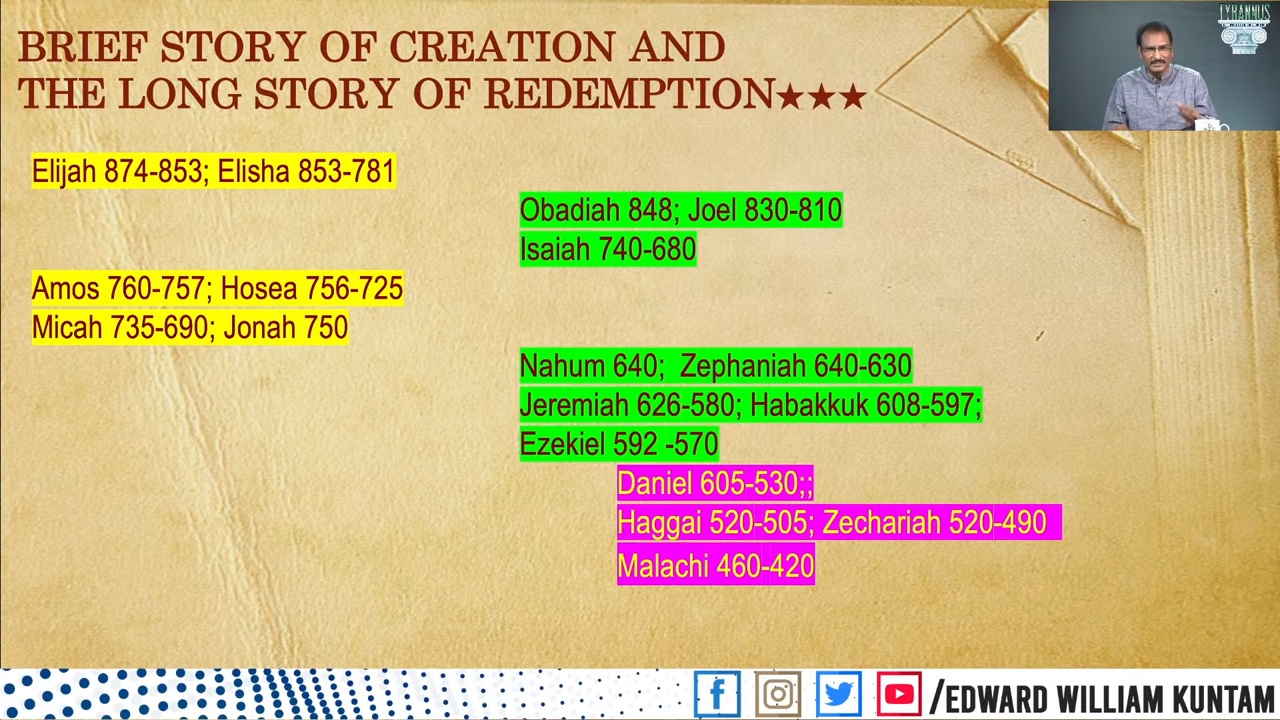 BRIEF STORY OF CREATION AND
THE LONG STORY OF REDEMPTION★★★
TYRANNUS
Elijah 874-853; Elisha 853-781
Obadiah 848; Joel 830-810
Isaiah 740-680
Amos 760-757; Hosea 756-725
Micah 735-690; Jonah 750
Nahum 640;  Zephaniah 640-630
Jeremiah 626-580; Habakkuk 608-597;
Ezekiel 592 -570
Daniel 605-530;;
Haggai 520-505; Zechariah 520-490
Malachi 460-420
/EDWARD WILLIAM KUNTAM